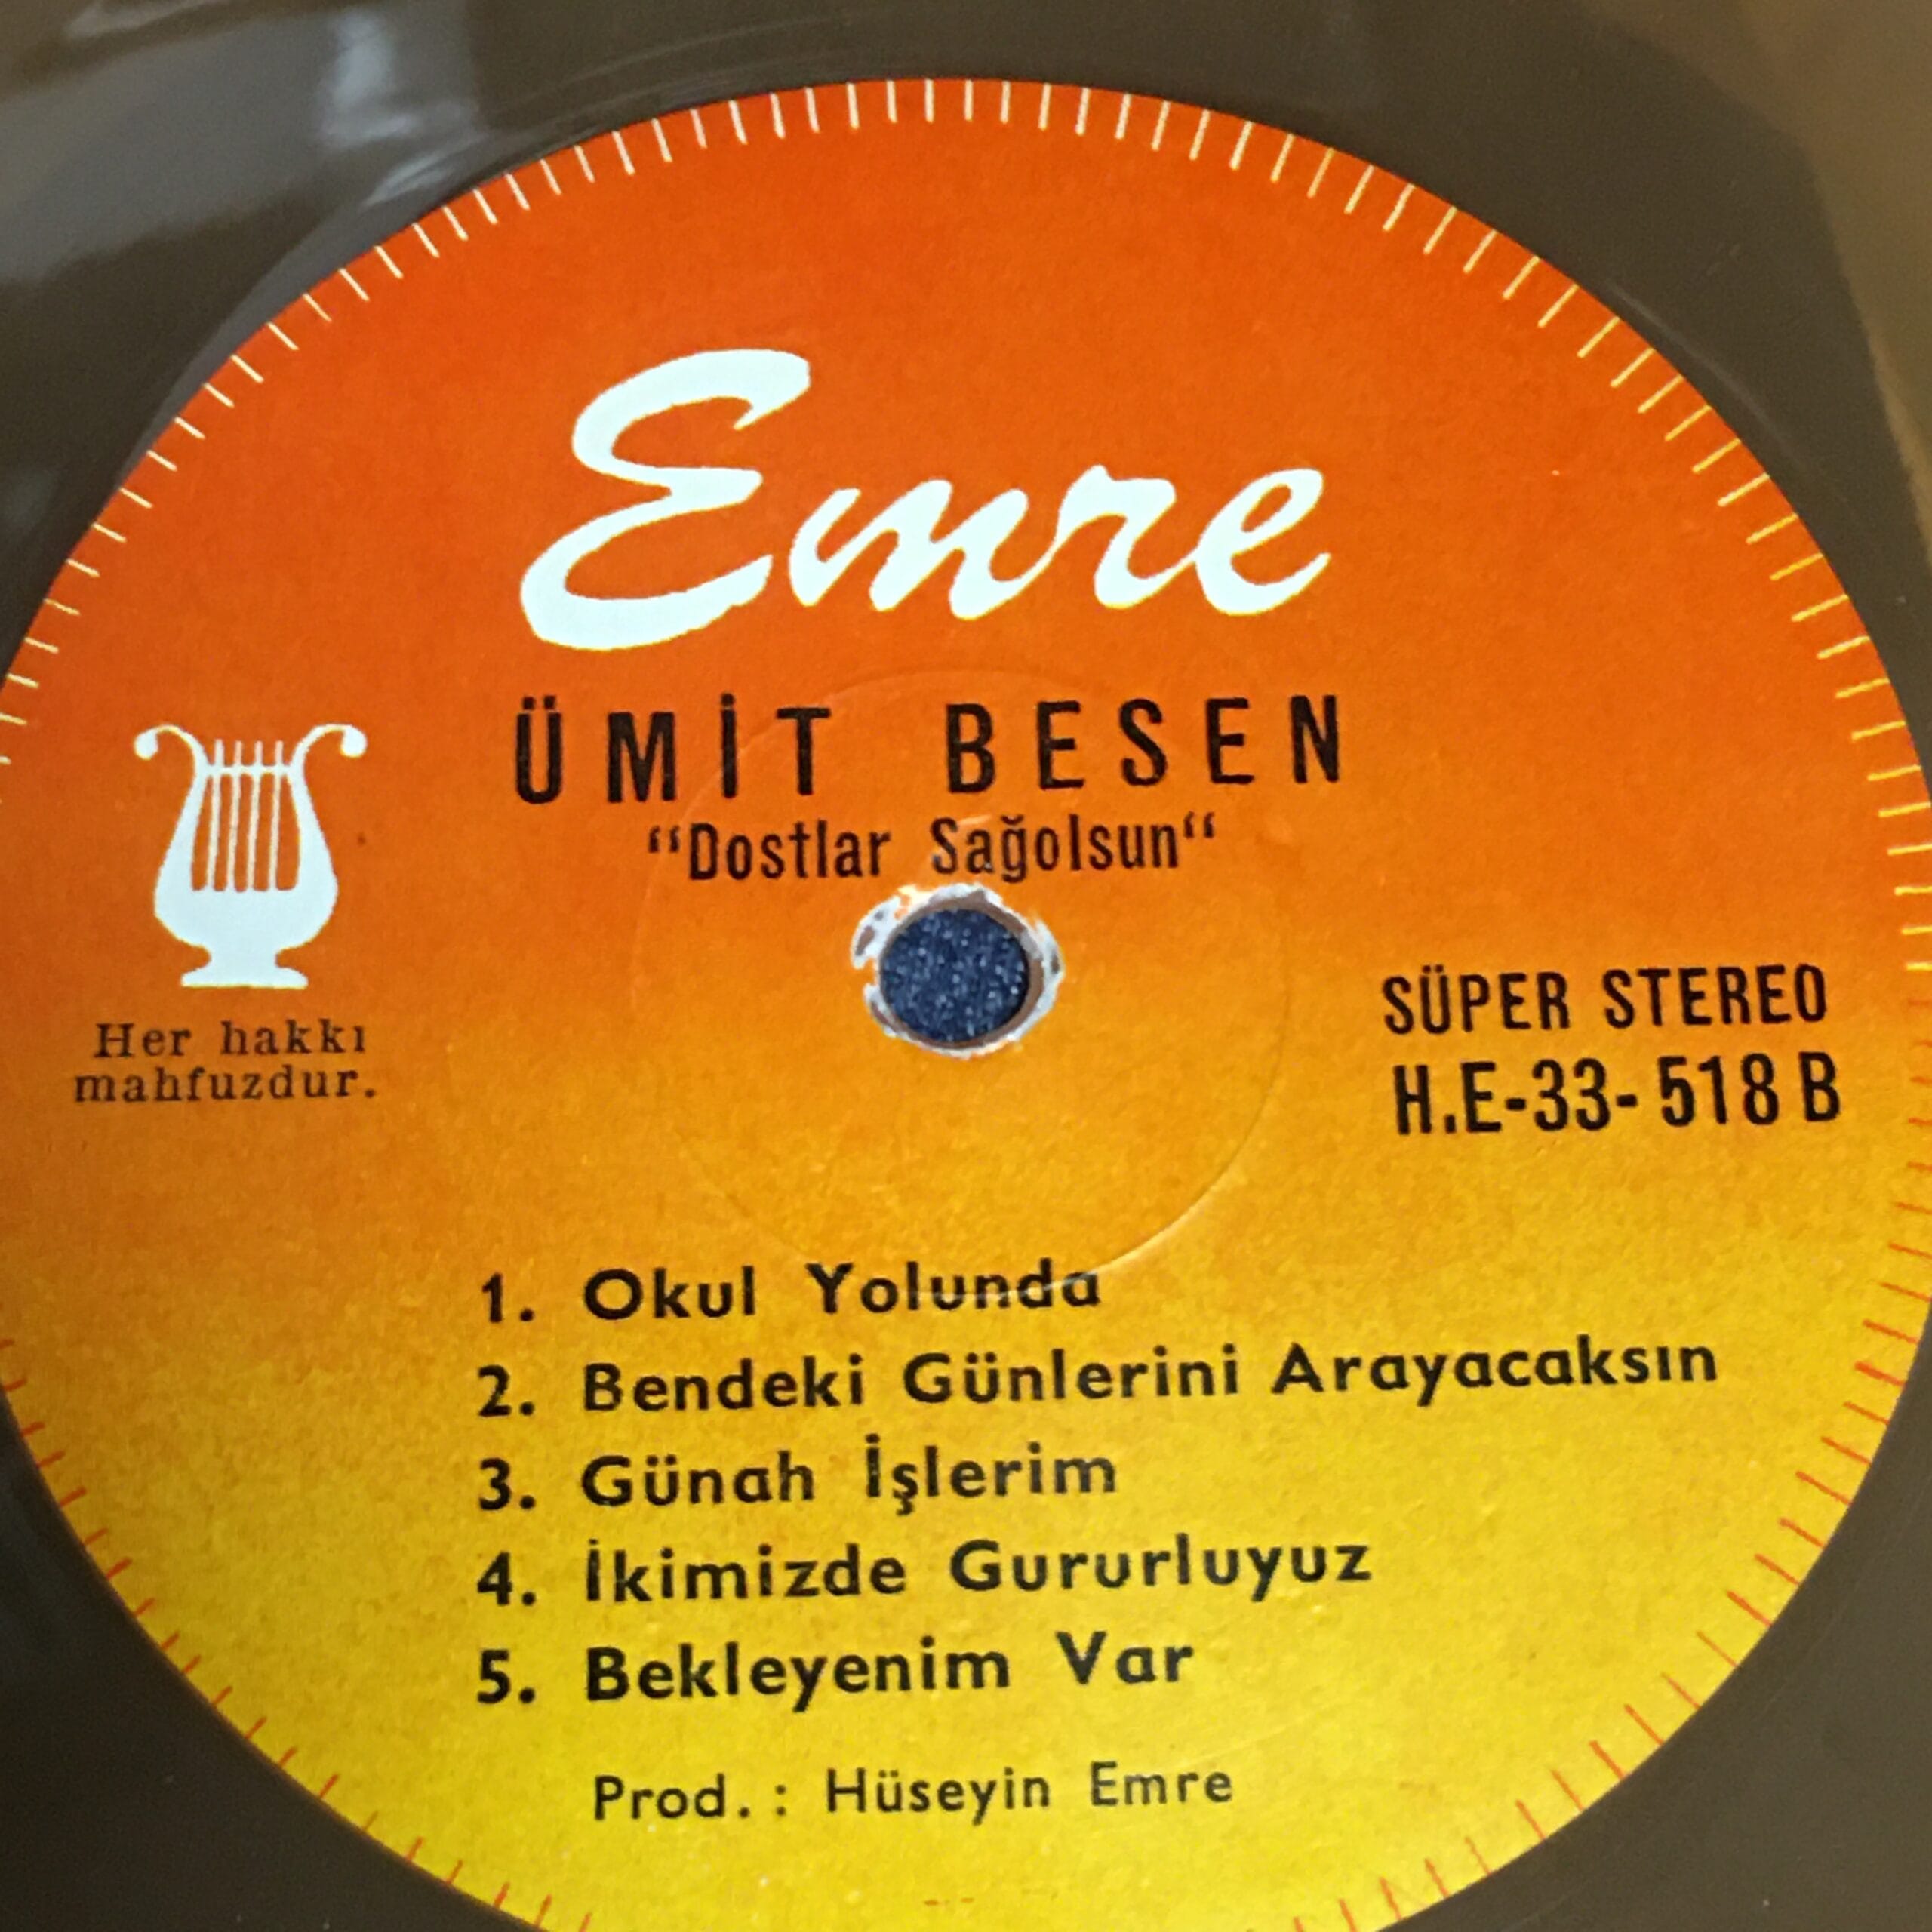 Emre
ÜMİT BESEN
“Dostlar Sağolsun“
Her hakkı
mahfuzdur.
SÜPER STEREO
H.E-33-518 B
1. Okul Yolunda
2. Bendeki Günlerini Arayacaksın
3. Günah İşlerim
4. İkimizde Gururluyuz
5. Bekleyenim Var
Prod. : Hüseyin Emre